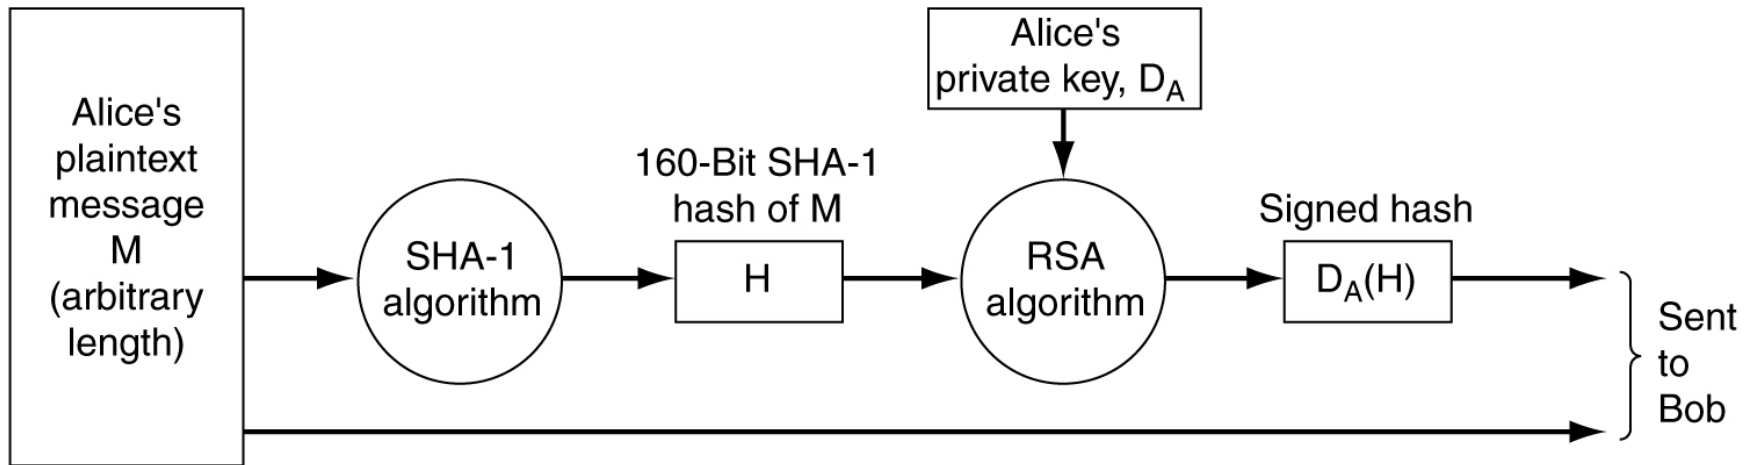 Alice's
plaintext
message
M
(arbitrary
length)
SHA-1
algorithm
160-Bit SHA-1
hash of M
H
Alice's
private key, D_A
RSA
algorithm
Signed hash
D_A(H)
Sent
to
Bob